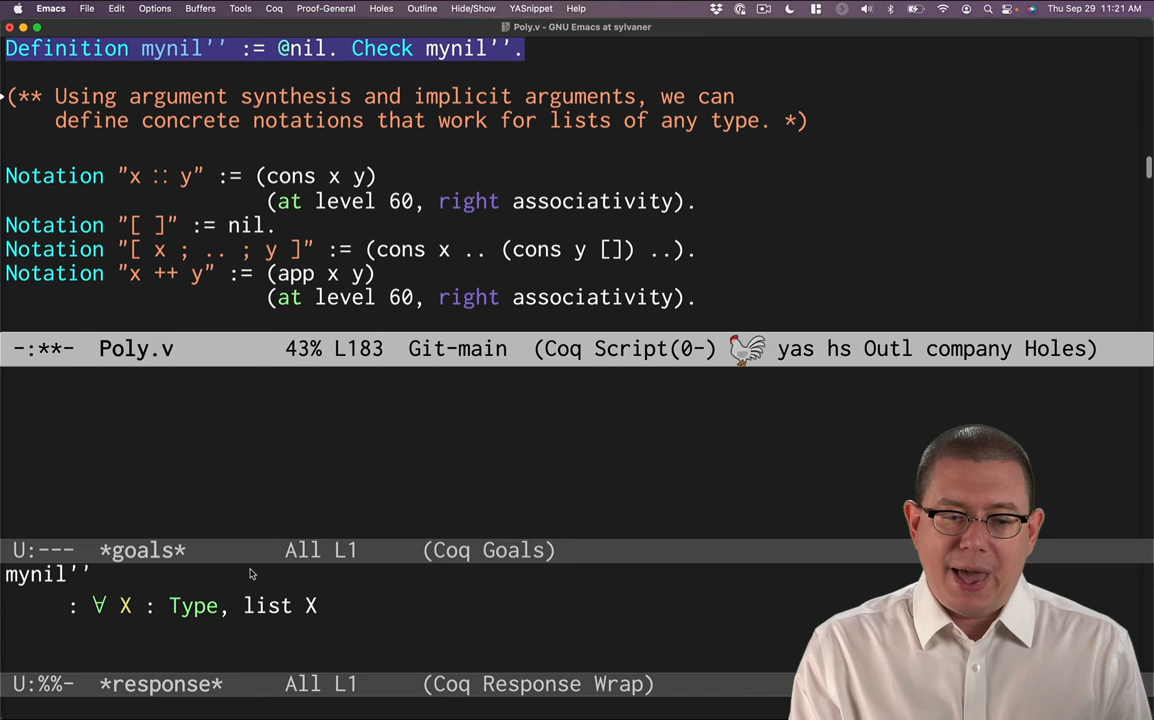 Emacs File Edit Options Buffers Tools Coq Proof-General Holes Outline Hide/Show YASnippet Help Thu Sep 29 11:21 AM
Poly.v - GNU Emacs at sylvaner
Definition mynil'' := @nil. Check mynil''.
(** Using argument synthesis and implicit arguments, we can
define concrete notations that work for lists of any type. *)
Notation "x :: y" := (cons x y)
(at level 60, right associativity).
Notation "[ ]" := nil.
Notation "[ x ; .. ; y ]" := (cons x .. (cons y []) ..).
Notation "x ++ y" := (app x y)
(at level 60, right associativity).
-:**- Poly.v 43% L183 Git-main (Coq Script(0-) yas hs Outl company Holes)
U:--- *goals* All L1 (Coq Goals)
mynil''
: ∀ X : Type, list X
U:%%- *response* All L1 (Coq Response Wrap)